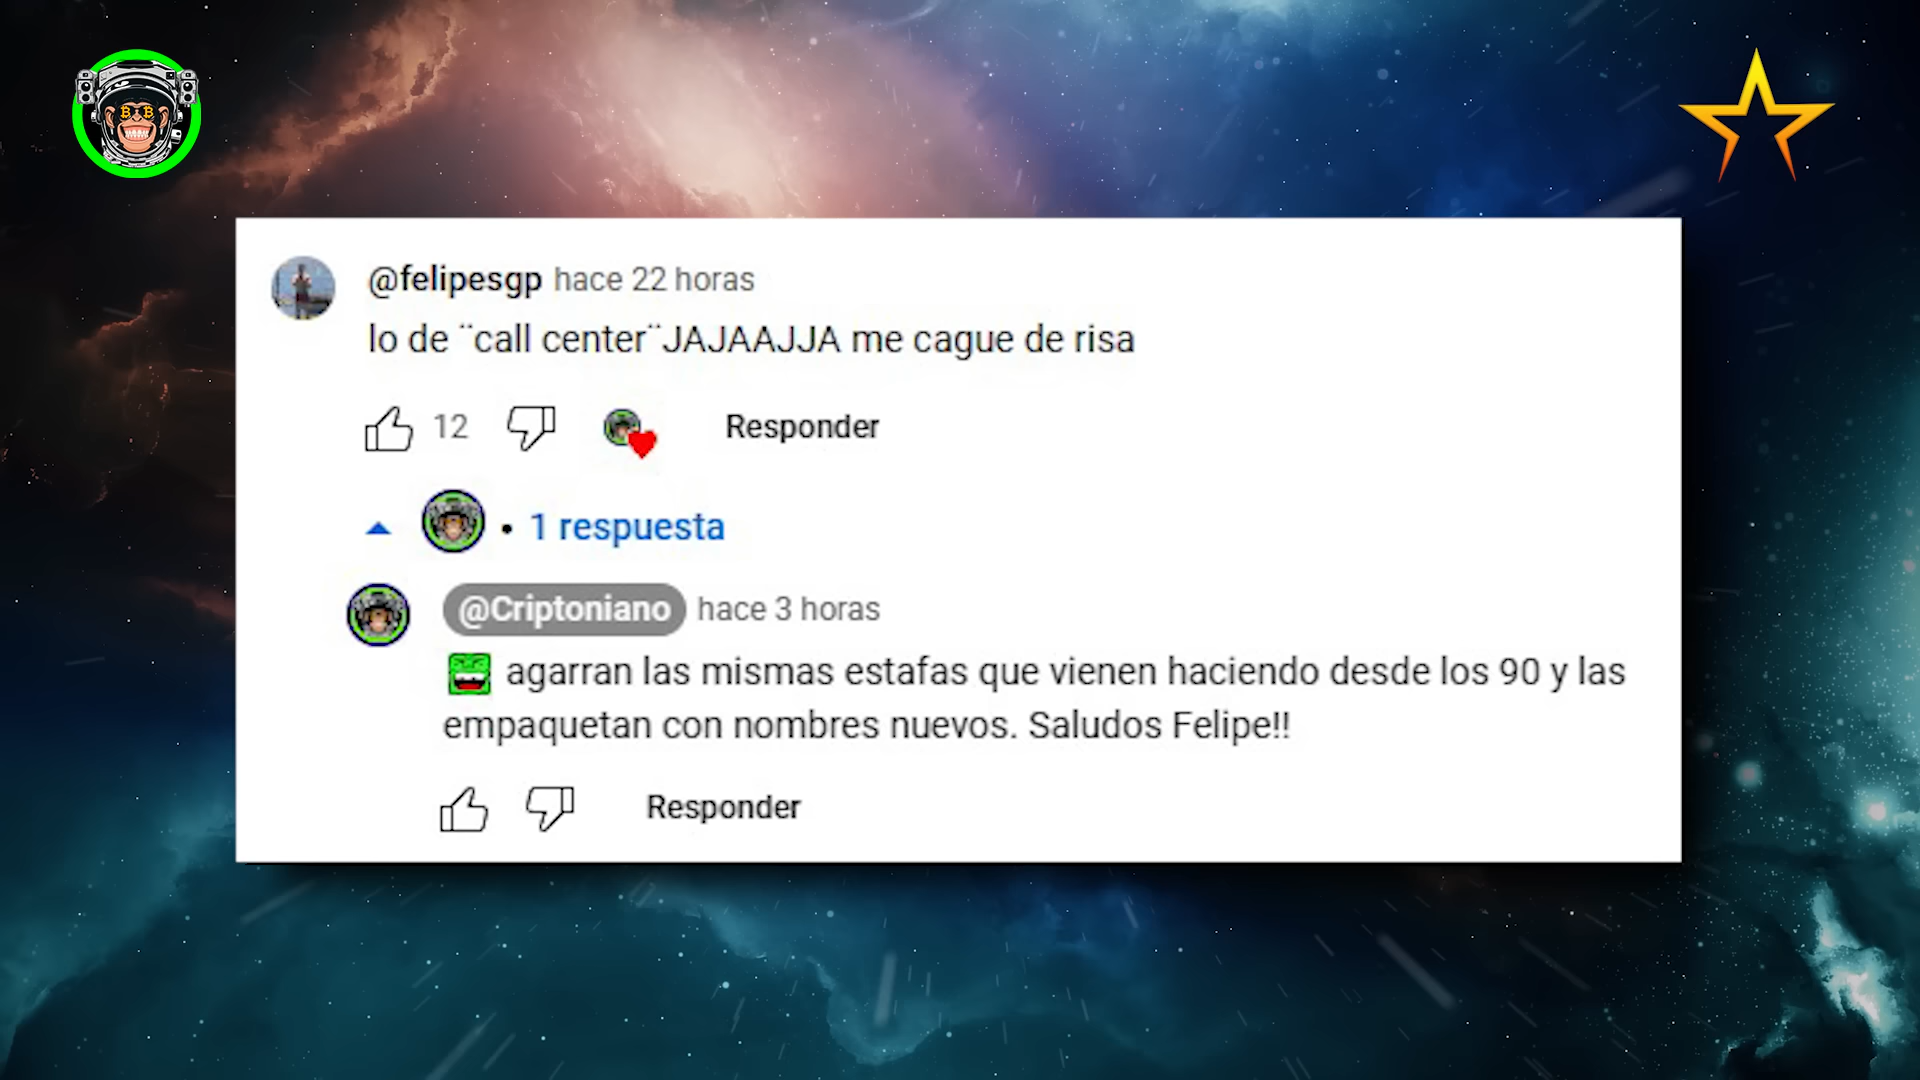 @felipesgp hace 22 horas
lo de ¨call center¨JAJAAJJA me cague de risa
12 Responder
• 1 respuesta
@Criptoniano hace 3 horas
agarran las mismas estafas que vienen haciendo desde los 90 y las
empaquetan con nombres nuevos. Saludos Felipe!!
Responder